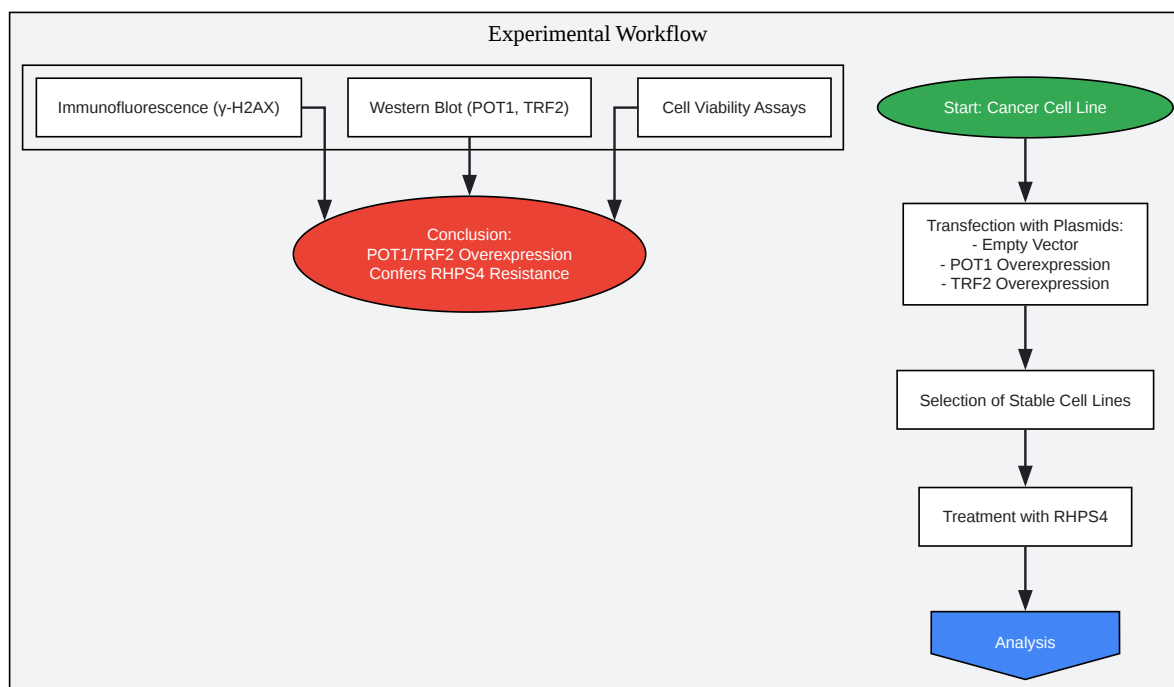 Experimental Workflow
Immunofluorescence (γ-H2AX)
Western Blot (POT1, TRF2)
Cell Viability Assays
Conclusion:
POT1/TRF2 Overexpression
Confers RHPS4 Resistance
Start: Cancer Cell Line
Transfection with Plasmids:
- Empty Vector
- POT1 Overexpression
- TRF2 Overexpression
Selection of Stable Cell Lines
Treatment with RHPS4
Analysis